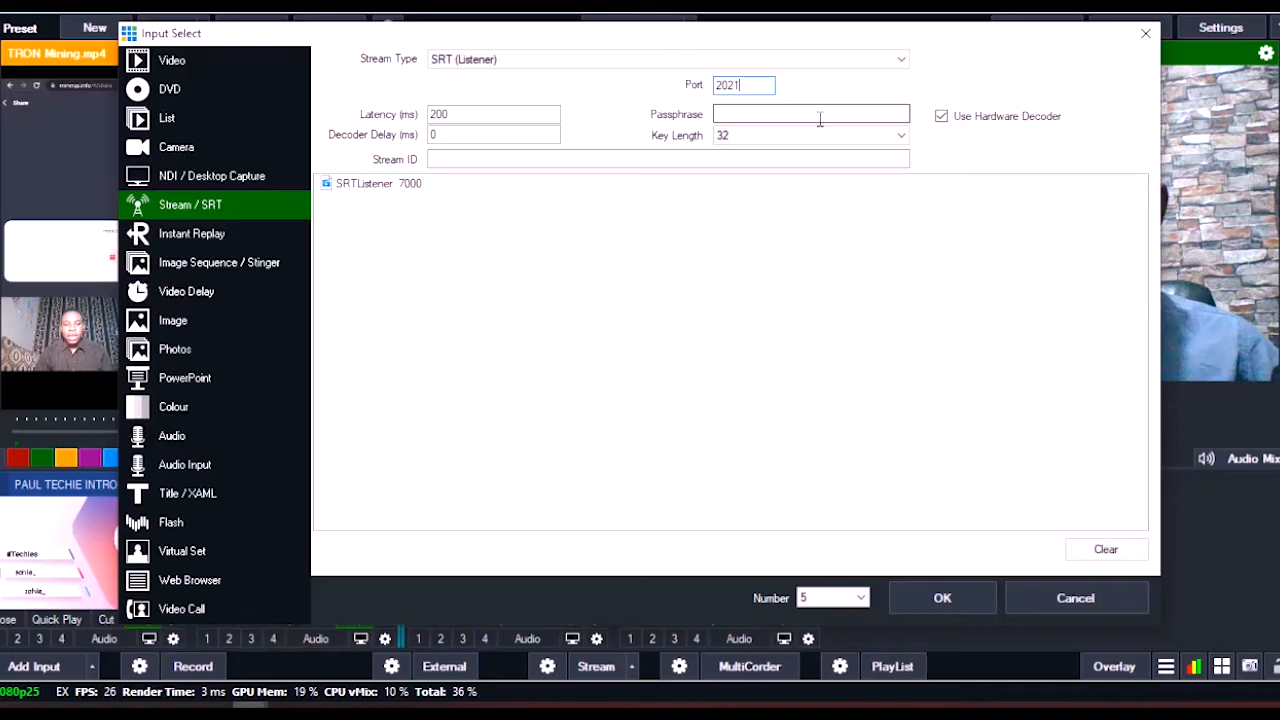 Preset
New
Input Select
Settings
TRON Mining.mp4
Share
Video
DVD
List
Camera
NDI / Desktop Capture
Stream / SRT
Instant Replay
Image Sequence / Stinger
Video Delay
Image
Photos
PowerPoint
Colour
Audio
Audio Input
Title / XAML
Flash
Virtual Set
Web Browser
Video Call
Stream Type SRT (Listener)
Port 2021
Latency (ms) 200 Passphrase Use Hardware Decoder
Decoder Delay (ms) 0 Key Length 32
Stream ID
SRTListener 7000
Clear
Number 5 OK Cancel
Audio Mix
PAUL TECHIE INTRO
Quick Play Cut
2 3 4 Audio 1 2 3 4 Audio 1 2 3 4 Audio 1 2 3 4 Audio
Add Input Record External Stream MultiCorder PlayList Overlay
080p25 EX FPS: 26 Render Time: 3 ms GPU Mem: 19 % CPU vMix: 10 % Total: 36 %